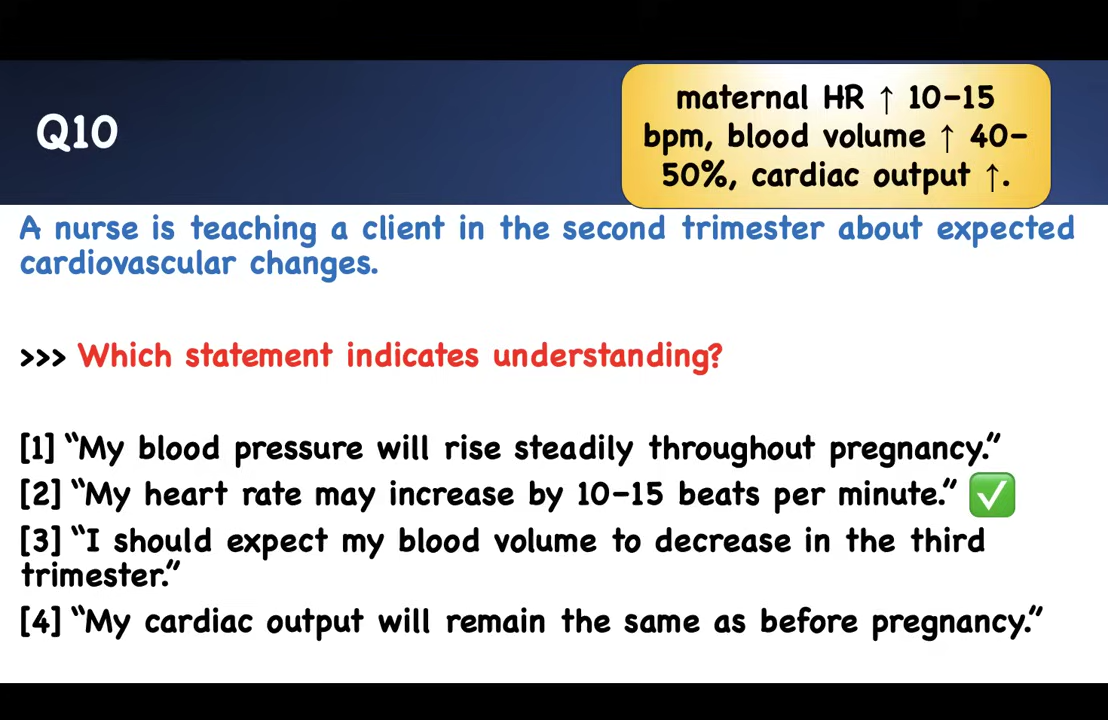 Q10
maternal HR ↑ 10–15
bpm, blood volume ↑ 40–
50%, cardiac output ↑.
A nurse is teaching a client in the second trimester about expected
cardiovascular changes.
>>> Which statement indicates understanding?
[1] “My blood pressure will rise steadily throughout pregnancy.”
[2] “My heart rate may increase by 10–15 beats per minute.” ✅
[3] “I should expect my blood volume to decrease in the third
trimester.”
[4] “My cardiac output will remain the same as before pregnancy.”